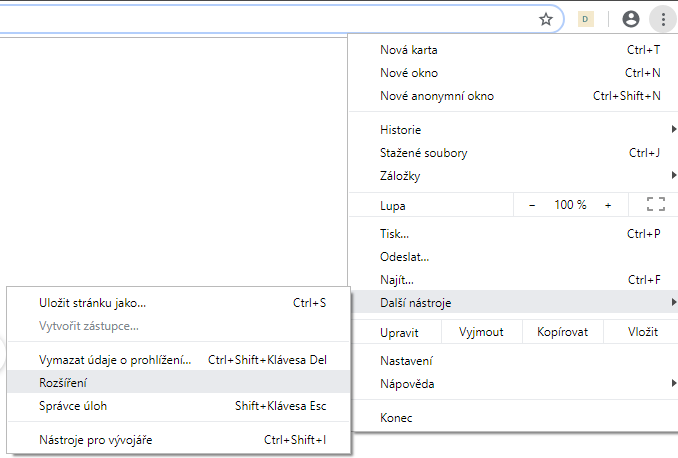 D
Nová karta Ctrl+T
Nové okno Ctrl+N
Nové anonymní okno Ctrl+Shift+N
Historie
Stažené soubory Ctrl+J
Záložky
Lupa − 100 % +
Tisk... Ctrl+P
Odeslat...
Najít... Ctrl+F
Další nástroje
Upravit Vyjmout Kopírovat Vložit
Nastavení
Nápověda
Konec
Uložit stránku jako... Ctrl+S
Vytvořit zástupce...
Vymazat údaje o prohlížení... Ctrl+Shift+Klávesa Del
Rozšíření
Správce úloh Shift+Klávesa Esc
Nástroje pro vývojáře Ctrl+Shift+I